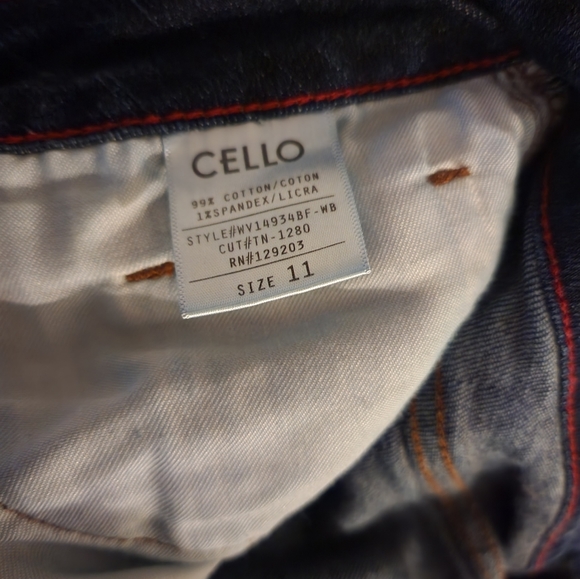 CELLO
99% COTTON/COTON
1%SPANDEX/LICRA
STYLE#WV14934BF-WB
CUT#TN-1280
RN#129203
SIZE 11